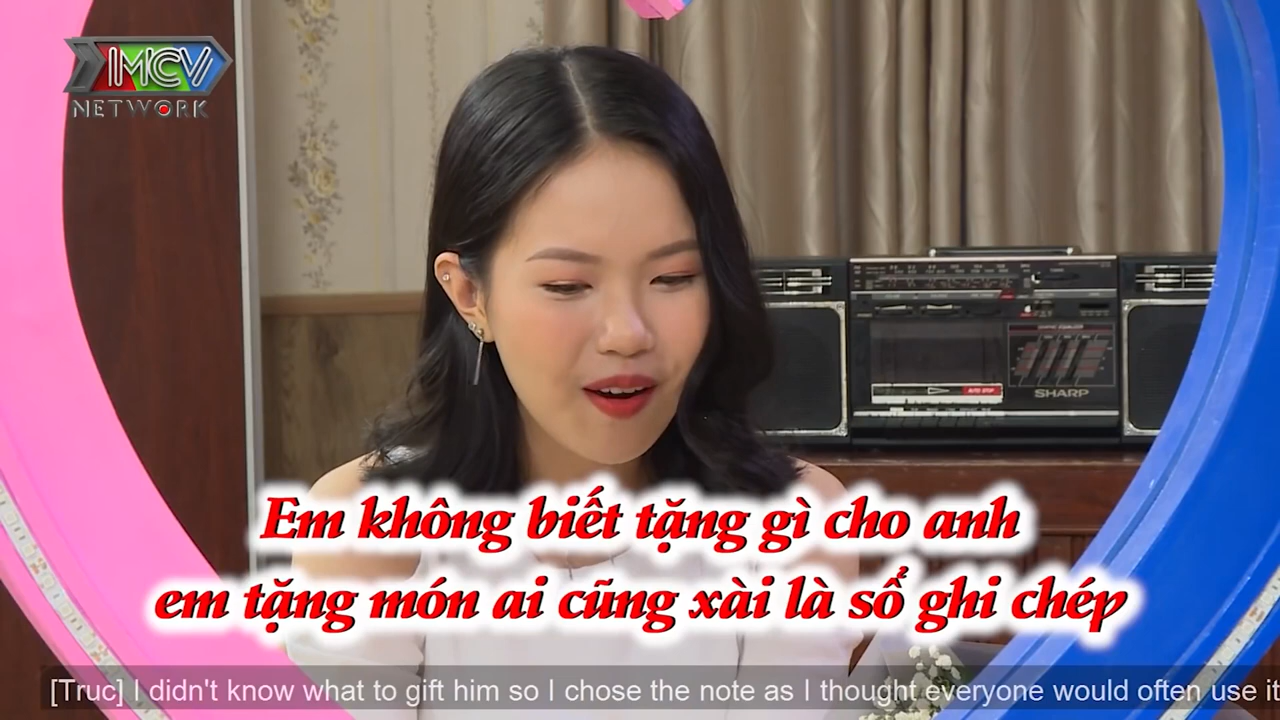 MCV
NETWORK
AUTO STOP
SHARP
Em không biết tặng gì cho anh
em tặng món ai cũng xài là sổ ghi chép
[Truc] I didn't know what to gift him so I chose the note as I thought everyone would often use it